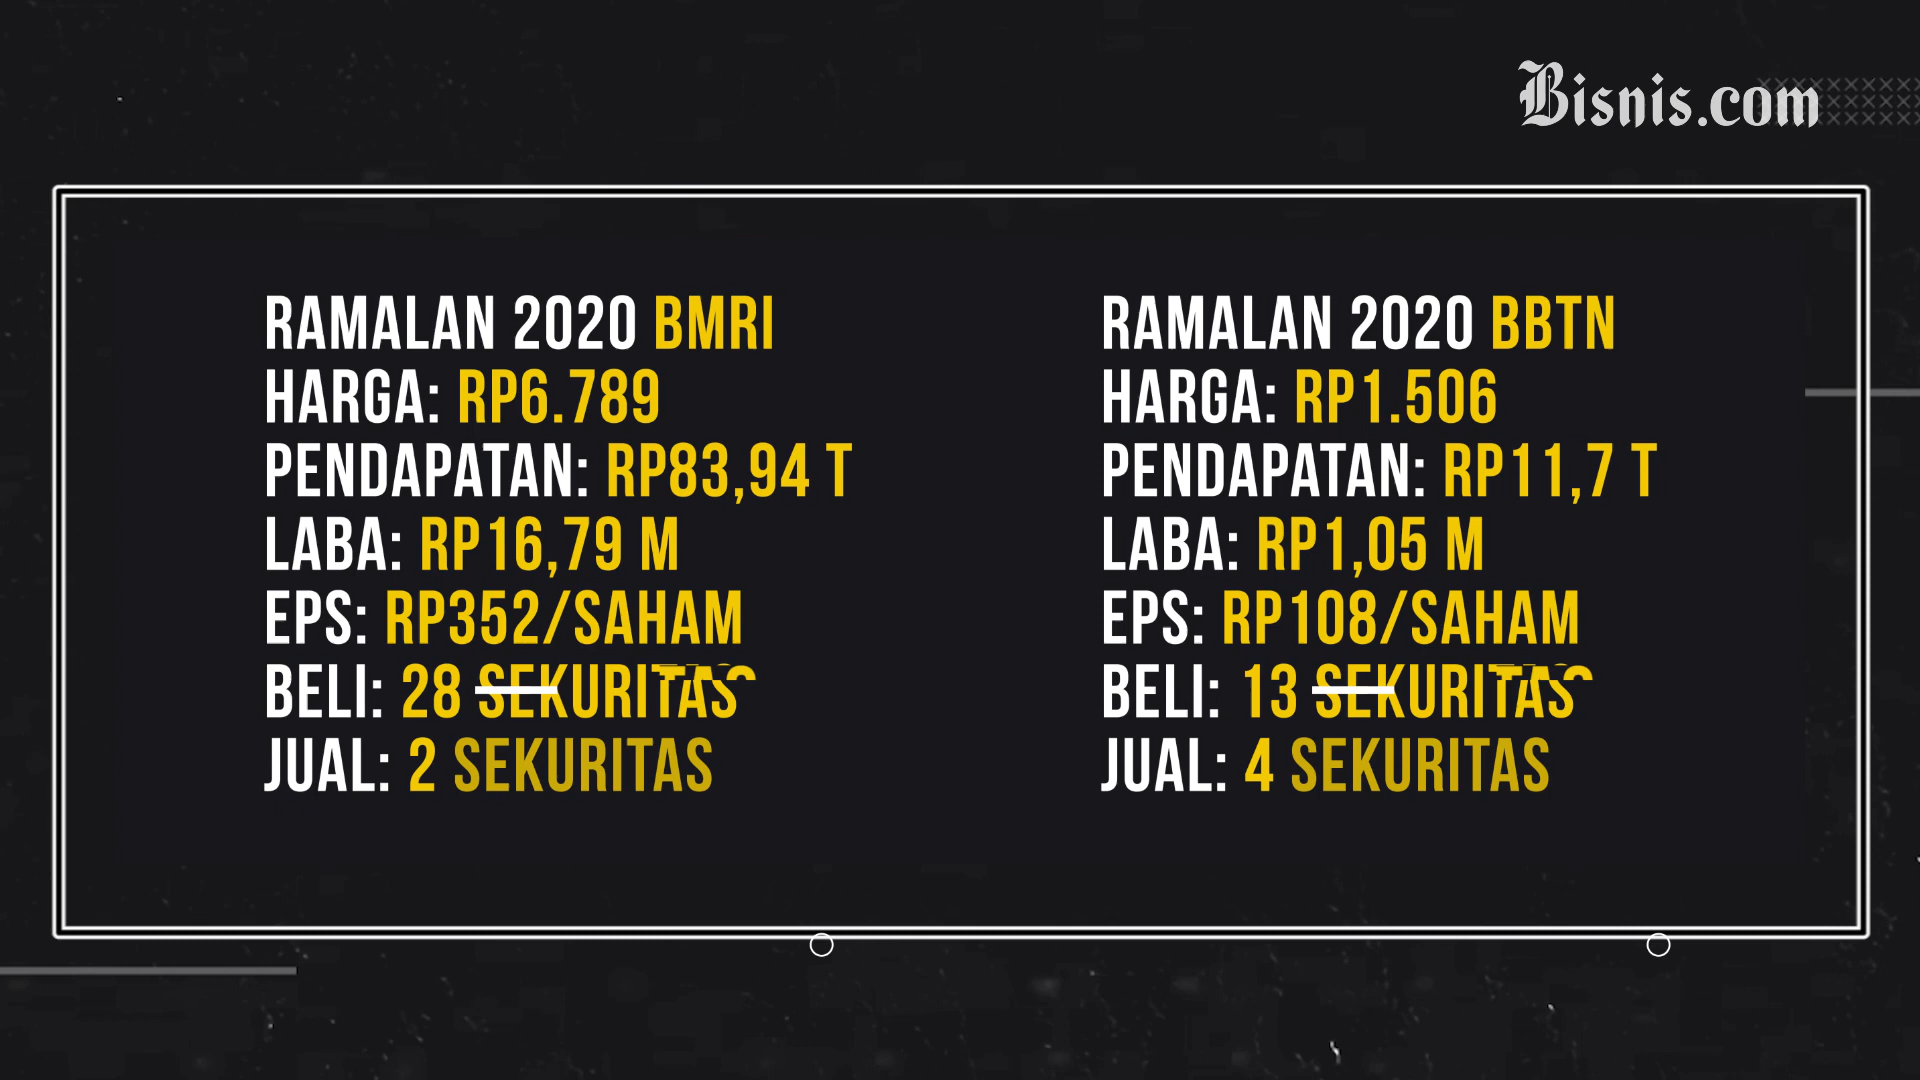 Bisnis.com
RAMALAN 2020 BMRI
HARGA: RP6.789
PENDAPATAN: RP83,94 T
LABA: RP16,79 M
EPS: RP352/SAHAM
BELI: 28 SEKURITAS
JUAL: 2 SEKURITAS
RAMALAN 2020 BBTN
HARGA: RP1.506
PENDAPATAN: RP11,7 T
LABA: RP1,05 M
EPS: RP108/SAHAM
BELI: 13 SEKURITAS
JUAL: 4 SEKURITAS